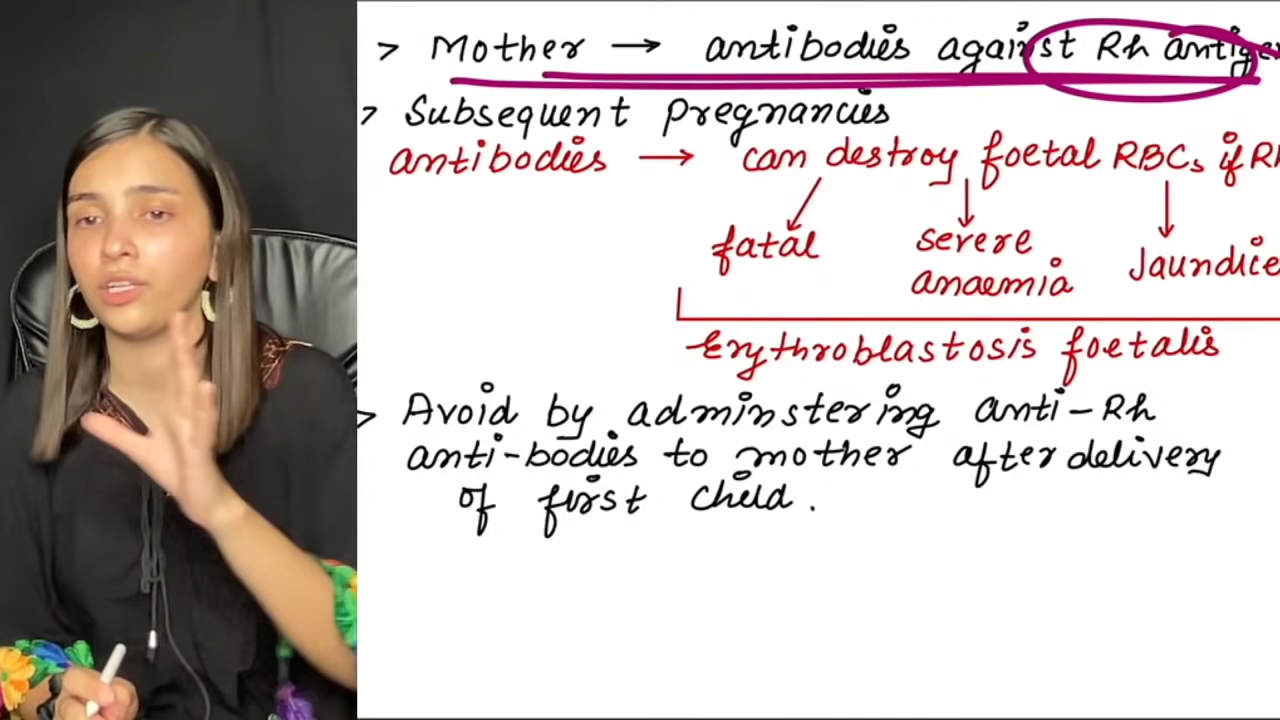 > Mother → antibodies against Rh antigen
> Subsequent pregnancies
antibodies → can destroy foetal RBCs if Rh
fatal severe anaemia Jaundice
Erythroblastosis foetalis
> Avoid by adminstering anti-Rh
anti-bodies to mother after delivery
of first child.